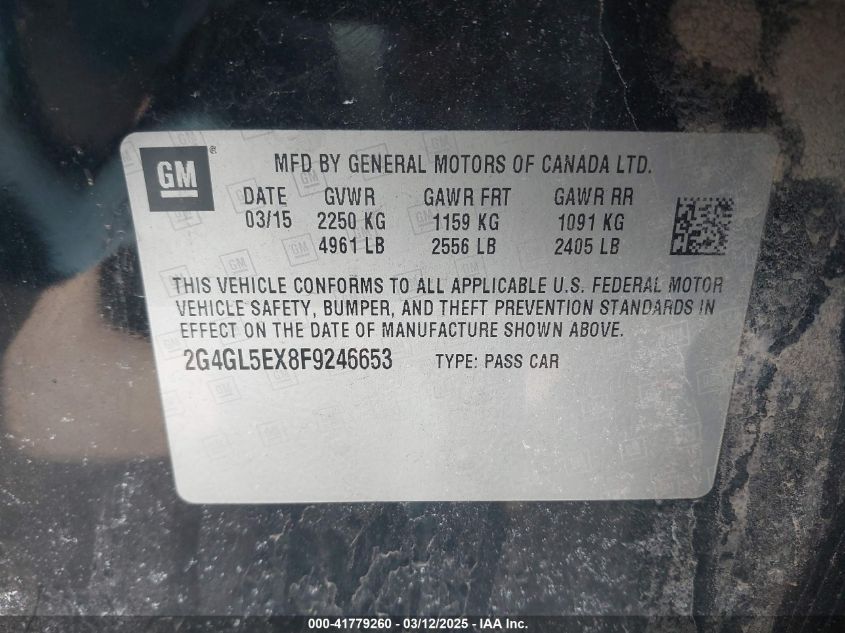 GM ®
MFD BY GENERAL MOTORS OF CANADA LTD.
DATE GVWR GAWR FRT GAWR RR
03/15 2250 KG 1159 KG 1091 KG
4961 LB 2556 LB 2405 LB
THIS VEHICLE CONFORMS TO ALL APPLICABLE U.S. FEDERAL MOTOR
VEHICLE SAFETY, BUMPER, AND THEFT PREVENTION STANDARDS IN
EFFECT ON THE DATE OF MANUFACTURE SHOWN ABOVE.
2G4GL5EX8F9246653 TYPE: PASS CAR
000-41779260 - 03/12/2025 - IAA Inc.